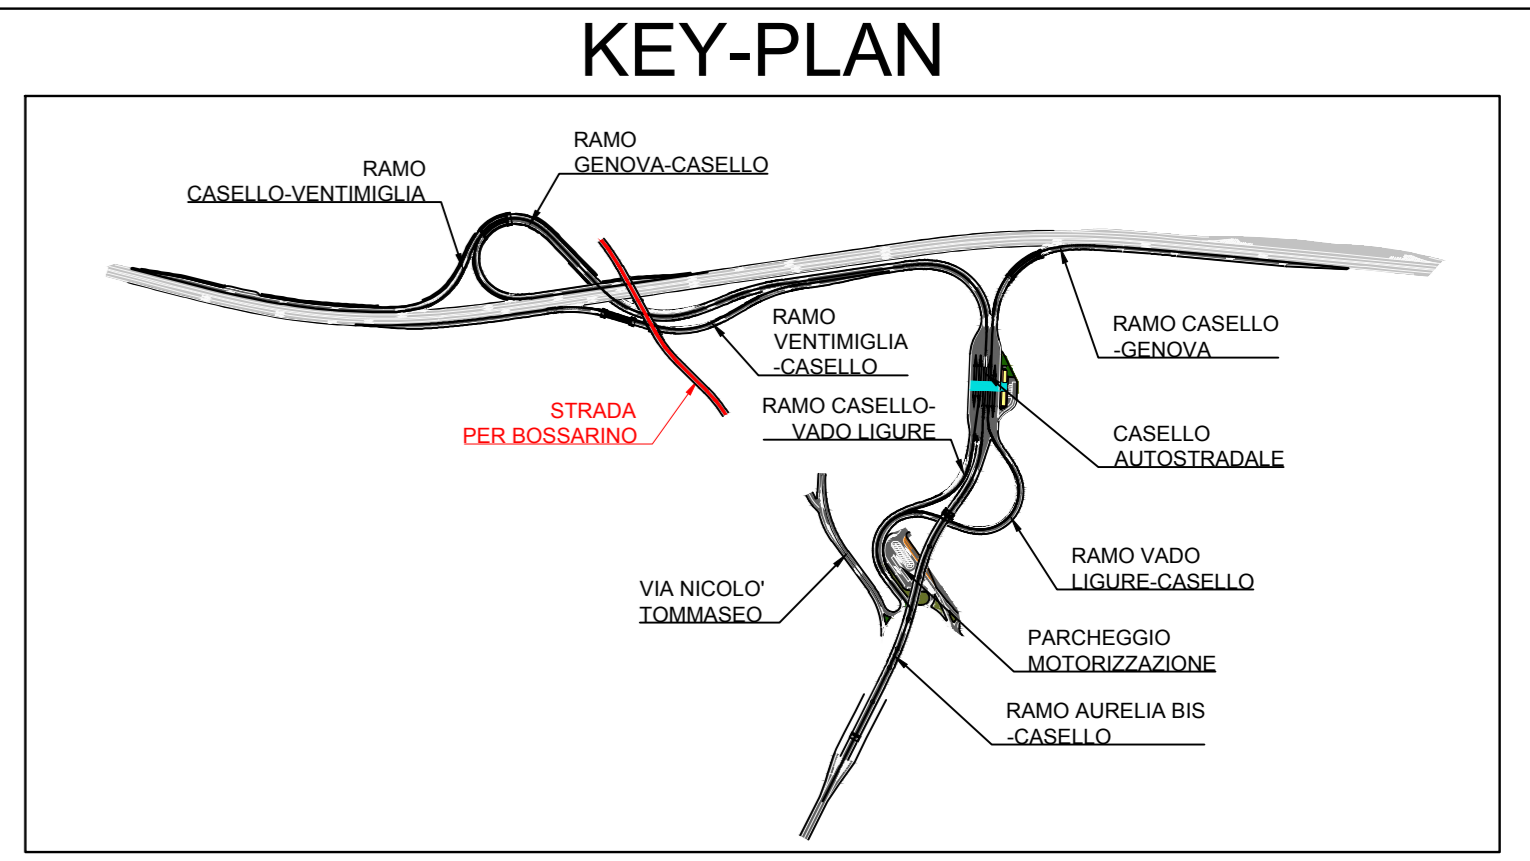 KEY-PLAN
RAMO
GENOVA-CASELLO
RAMO
CASELLO-VENTIMIGLIA
RAMO
VENTIMIGLIA
-CASELLO
RAMO CASELLO
-GENOVA
STRADA
PER BOSSARINO
RAMO CASELLO-
VADO LIGURE
CASELLO
AUTOSTRADALE
RAMO VADO
LIGURE-CASELLO
VIA NICOLO'
TOMMASEO
PARCHEGGIO
MOTORIZZAZIONE
RAMO AURELIA BIS
-CASELLO